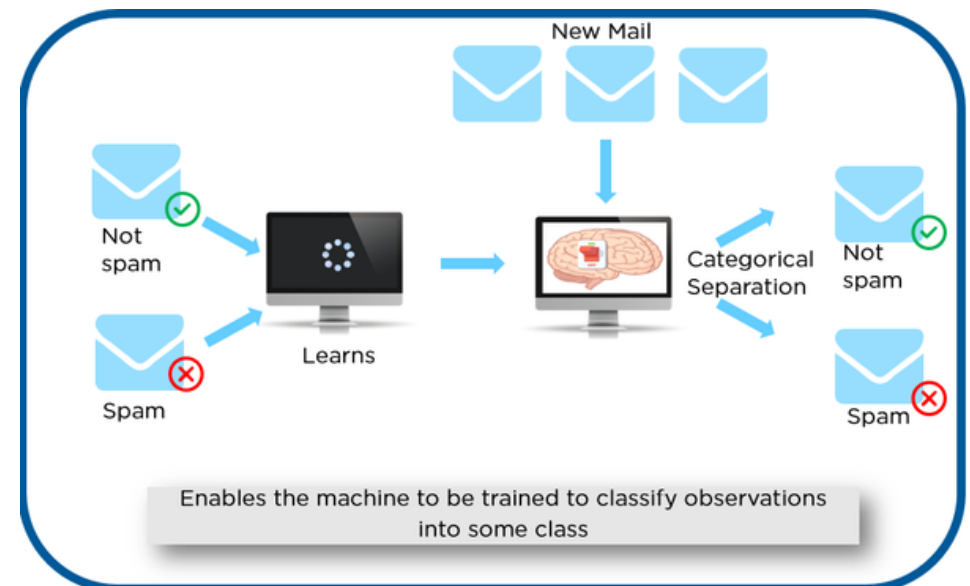 New Mail
Not
spam
Spam
Learns
Categorical
Separation
Not
spam
Spam
Enables the machine to be trained to classify observations
into some class